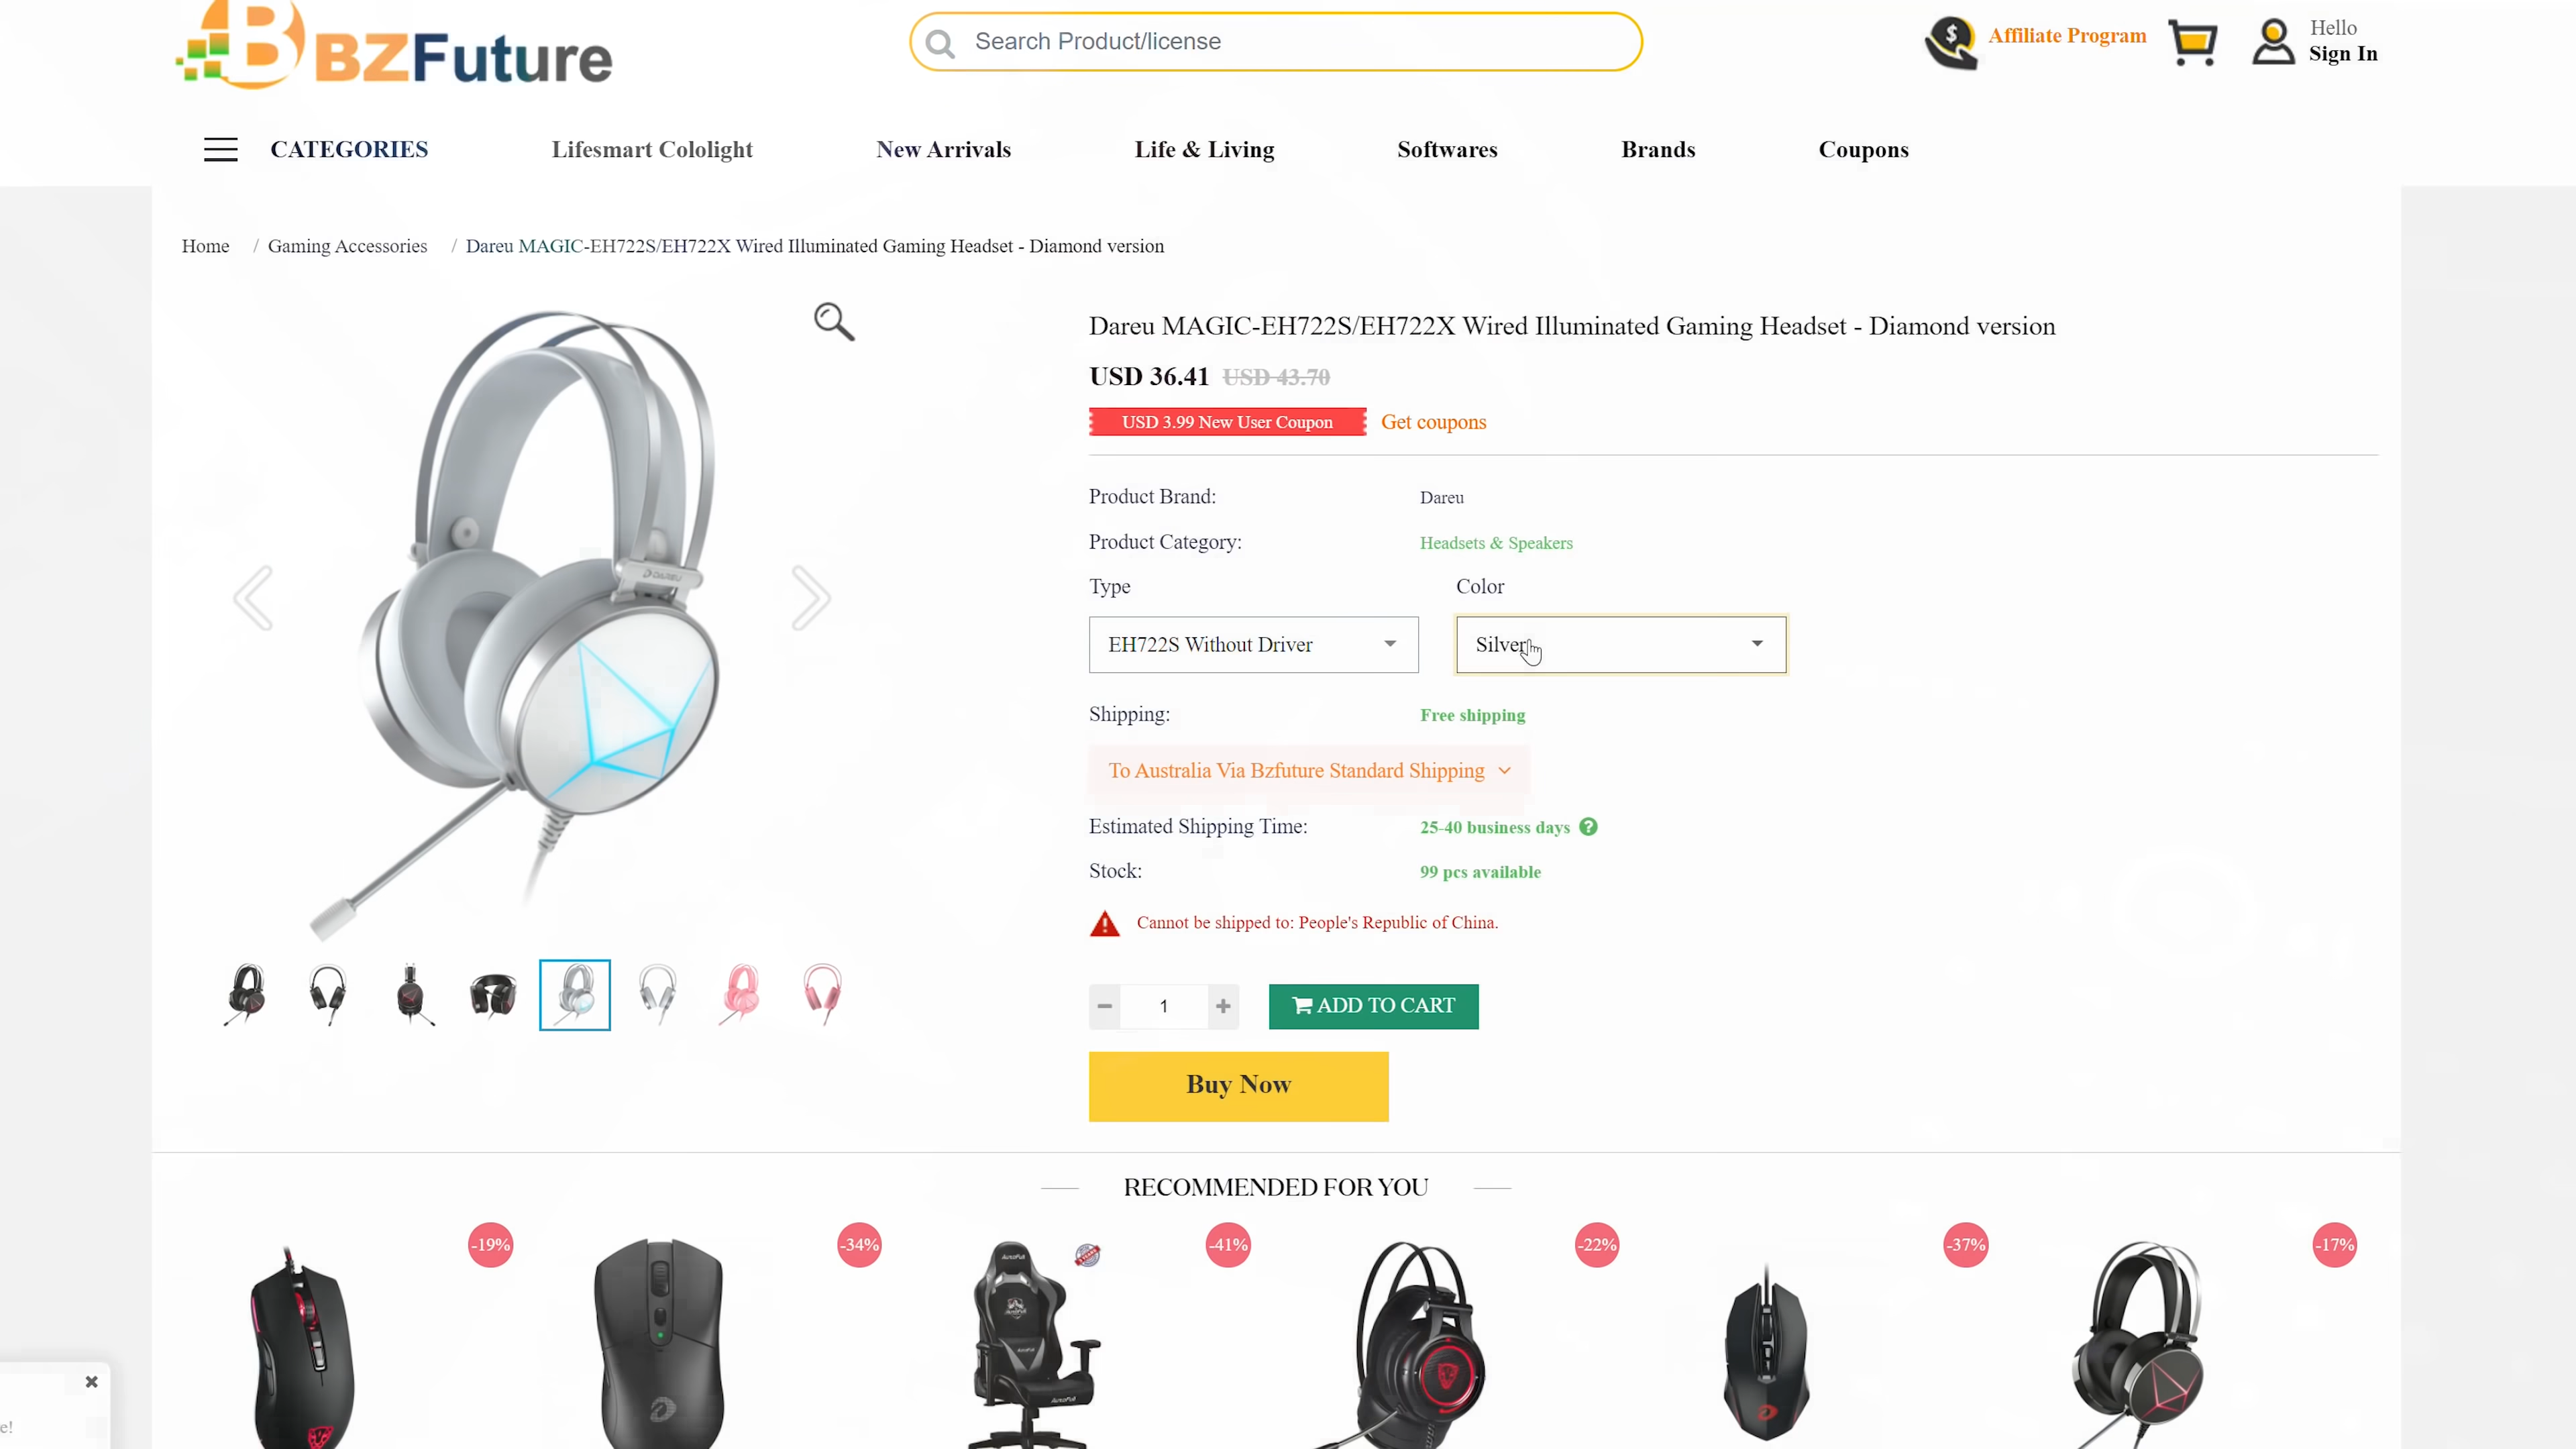 BZFuture
Search Product/license
Affiliate Program
Hello
Sign In
CATEGORIES
Lifesmart Cololight
New Arrivals
Life & Living
Softwares
Brands
Coupons
Home / Gaming Accessories / Dareu MAGIC-EH722S/EH722X Wired Illuminated Gaming Headset - Diamond version
DAREU
Dareu MAGIC-EH722S/EH722X Wired Illuminated Gaming Headset - Diamond version
USD 36.41 USD 43.70
USD 3.99 New User Coupon Get coupons
Product Brand: Dareu
Product Category: Headsets & Speakers
Type Color
EH722S Without Driver Silver
Shipping: Free shipping
To Australia Via Bzfuture Standard Shipping
Estimated Shipping Time: 25-40 business days
Stock: 99 pcs available
Cannot be shipped to: People's Republic of China.
1
ADD TO CART
Buy Now
RECOMMENDED FOR YOU
-19%
-34%
-41%
-22%
-37%
-17%
e!